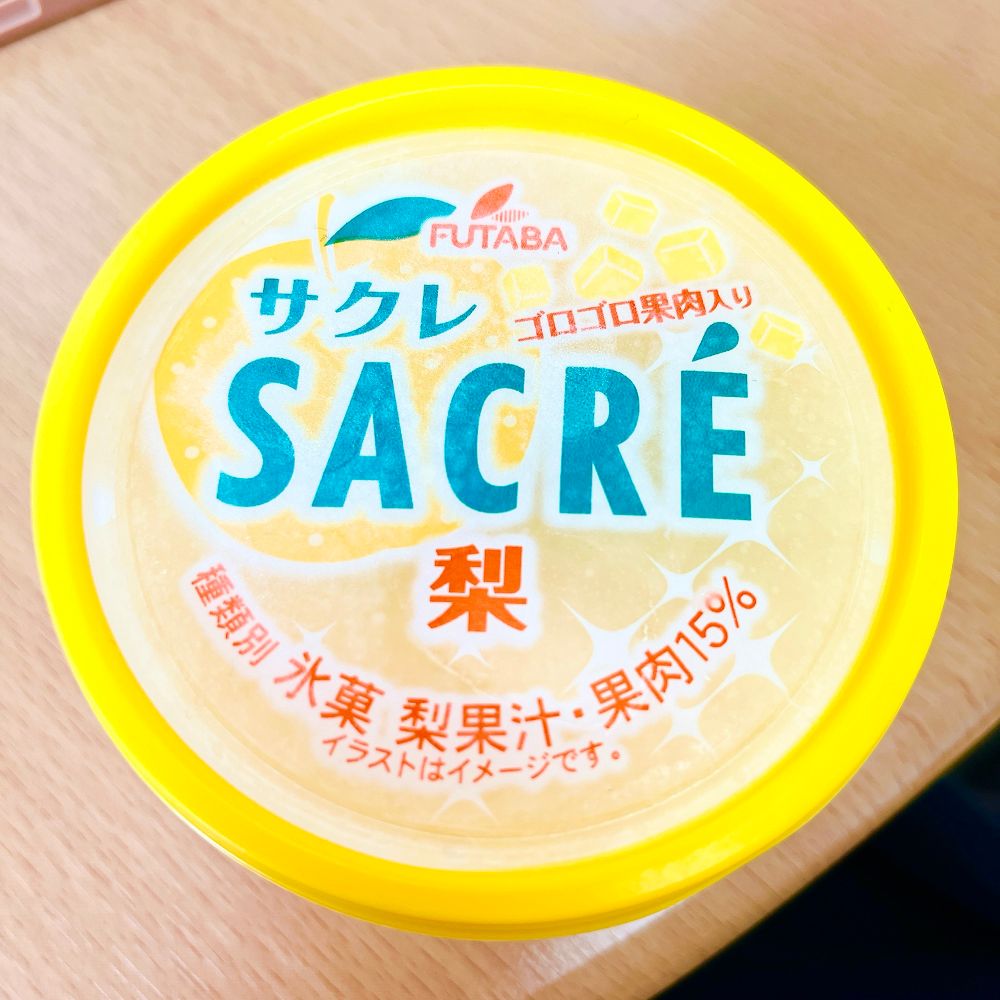 FUTABA
サクレ
ゴロゴロ果肉入り
SACRÉ
梨
種類別 氷菓 梨果汁・果肉15%
イラストはイメージです。